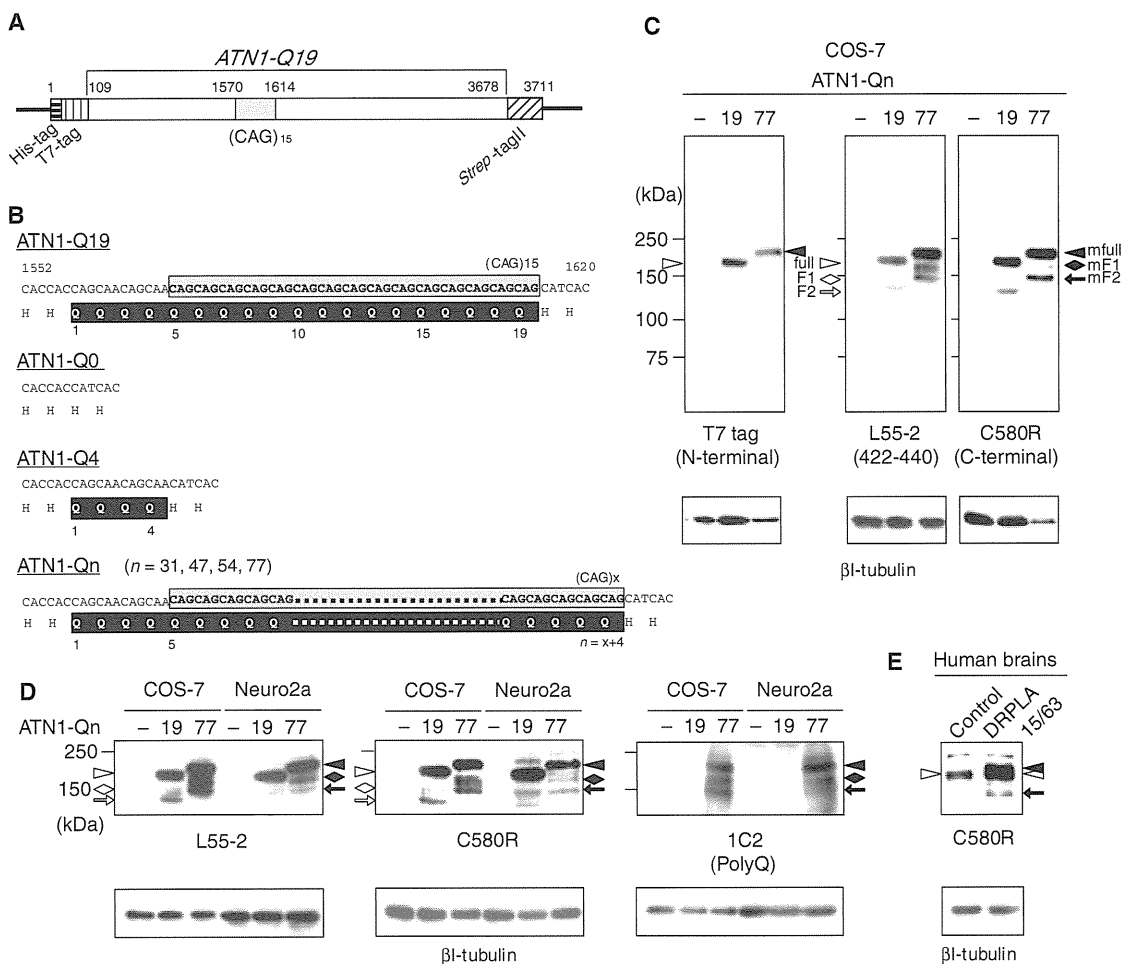 A
ATN1-Q19
1 109 1570 1614 3678 3711
His-tag
T7-tag
(CAG)15
Strep-tagII
B
ATN1-Q19
1552 (CAG)15 1620
CACCACCAGCAACAGCAACAGCAGCAGCAGCAGCAGCAGCAGCAGCAGCAGCAGCAGCAGCAGCATCAC
H H Q Q Q Q Q Q Q Q Q Q Q Q Q Q Q Q Q Q Q H H
1 5 10 15 19
ATN1-Q0
CACCACCATCAC
H H H H
ATN1-Q4
CACCACCAGCAACAGCAACATCAC
H H Q Q Q Q H H
1 4
ATN1-Qn (n = 31, 47, 54, 77)
(CAG)x
CACCACCAGCAACAGCAACAGCAGCAGCAGCAG CAGCAGCAGCAGCAGCATCAC
H H Q Q Q Q Q Q Q Q Q Q Q Q Q Q H H
1 5 n = x+4
C
COS-7
ATN1-Qn
– 19 77 – 19 77 – 19 77
(kDa)
250
150
100
75
full
F1
F2
mfull
mF1
mF2
T7 tag
(N-terminal)
L55-2
(422-440)
C580R
(C-terminal)
βI-tubulin
D
COS-7 Neuro2a COS-7 Neuro2a COS-7 Neuro2a
ATN1-Qn – 19 77 – 19 77 – 19 77 – 19 77 – 19 77 – 19 77
250
150
(kDa)
L55-2
C580R
1C2
(PolyQ)
βI-tubulin
E
Human brains
Control
DRPLA
15/63
C580R
βI-tubulin